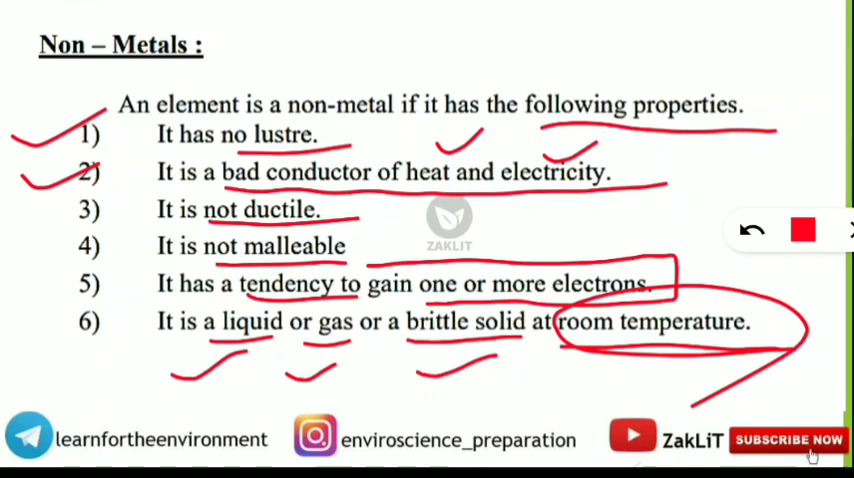 Non – Metals :
An element is a non-metal if it has the following properties.
1) It has no lustre.
2) It is a bad conductor of heat and electricity.
3) It is not ductile.
4) It is not malleable
ZAKLIT
5) It has a tendency to gain one or more electrons.
6) It is a liquid or gas or a brittle solid at room temperature.
learnfortheenvironment enviroscience_preparation ZakLiT SUBSCRIBE NOW